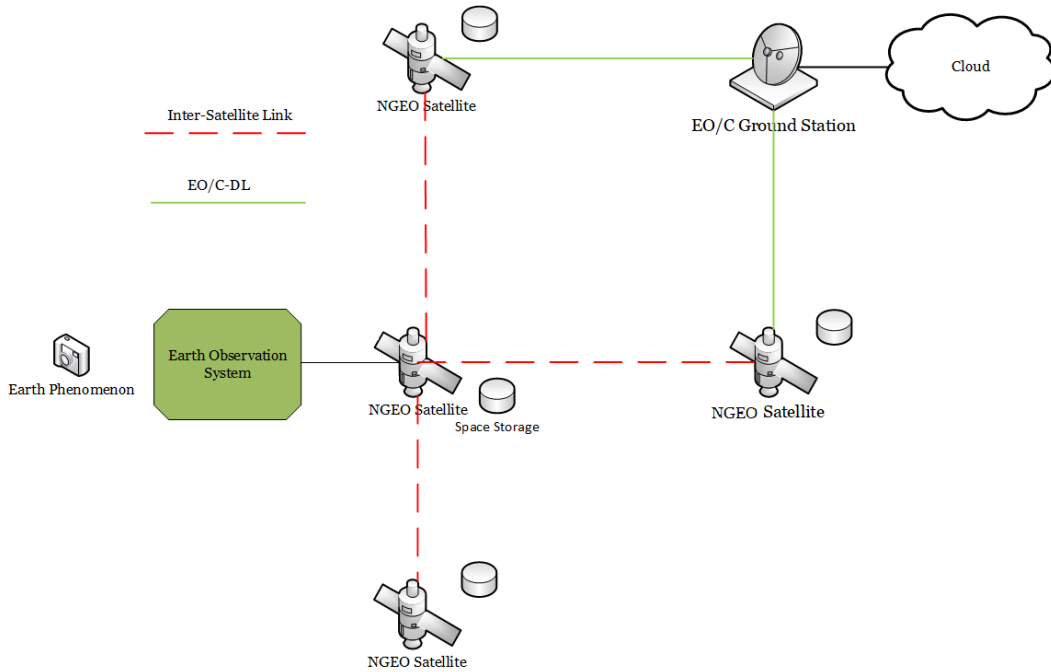 NGEO Satellite
Cloud
EO/C Ground Station
Inter-Satellite Link
EO/C-DL
Earth Observation
System
Earth Phenomenon
NGEO Satellite
Space Storage
NGEO Satellite
NGEO Satellite